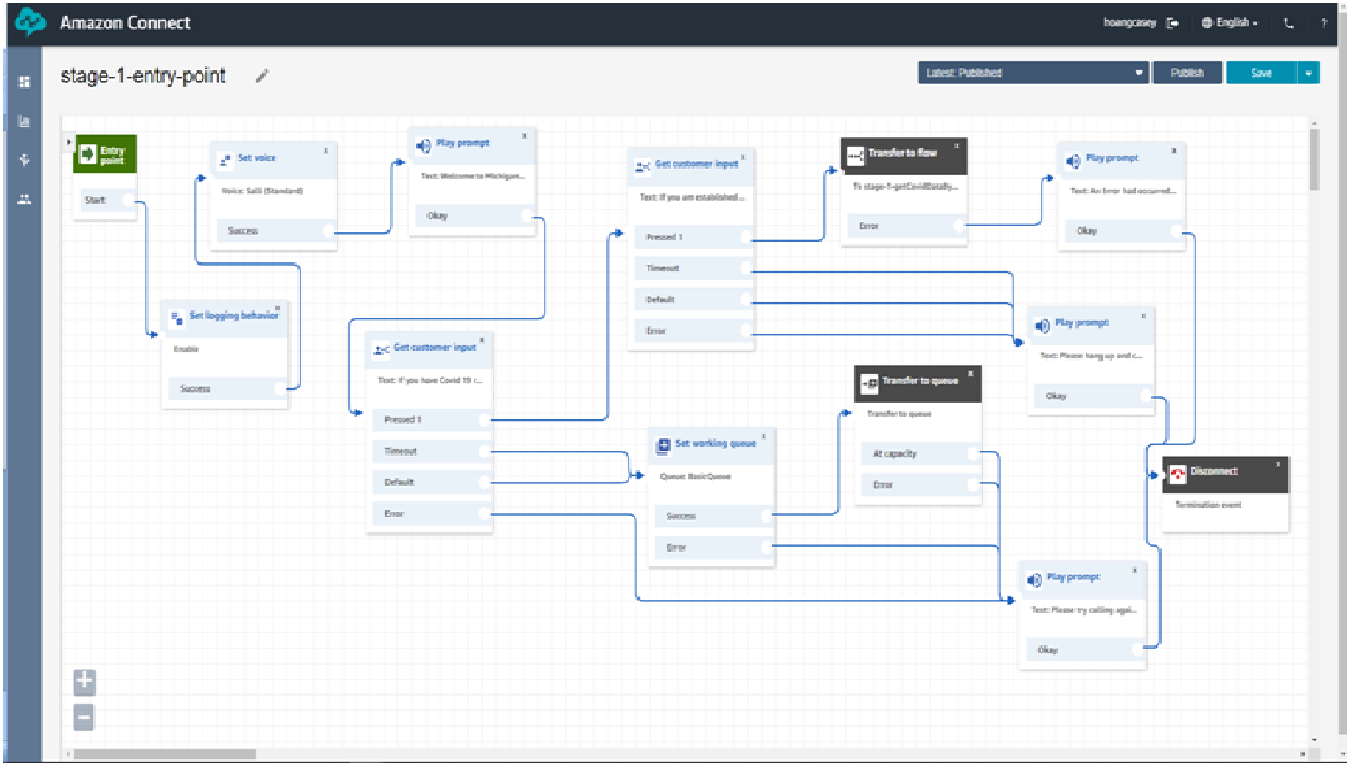 Amazon Connect
hoangcasey
English
?
stage-1-entry-point
Latest: Published
Publish
Save
Entry point
Start
Set voice
x
Voice: Salli (Standard)
Success
Play prompt
x
Text: Welcome to Michigan...
Okay
Set logging behavior
x
Enable
Success
Get customer input
x
Text: If you have Covid 19 c...
Pressed 1
Timeout
Default
Error
Get customer input
x
Text: If you am established ...
Pressed 1
Timeout
Default
Error
Set working queue
x
Queue: BasicQueue
Success
Error
Transfer to flow
x
To stage-1-getCovidDataBy...
Error
Transfer to queue
x
Transfer to queue
At capacity
Error
Play prompt
x
Text: An Error had occurred...
Okay
Play prompt
x
Text: Please hang up and c...
Okay
Disconnect
x
Termination event
Play prompt
x
Text: Please try calling agai...
Okay